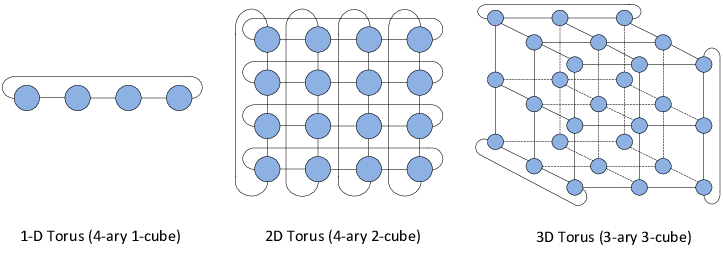 1-D Torus (4-ary 1-cube)
2D Torus (4-ary 2-cube)
3D Torus (3-ary 3-cube)